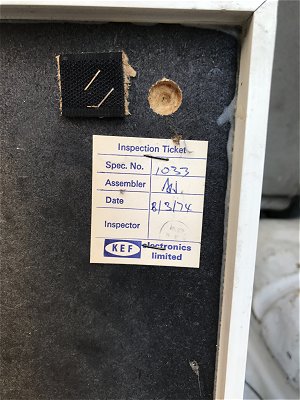 Inspection Ticket
Spec. No. 1033
Assembler
Date 8/3/74
Inspector
KEF electronics
limited